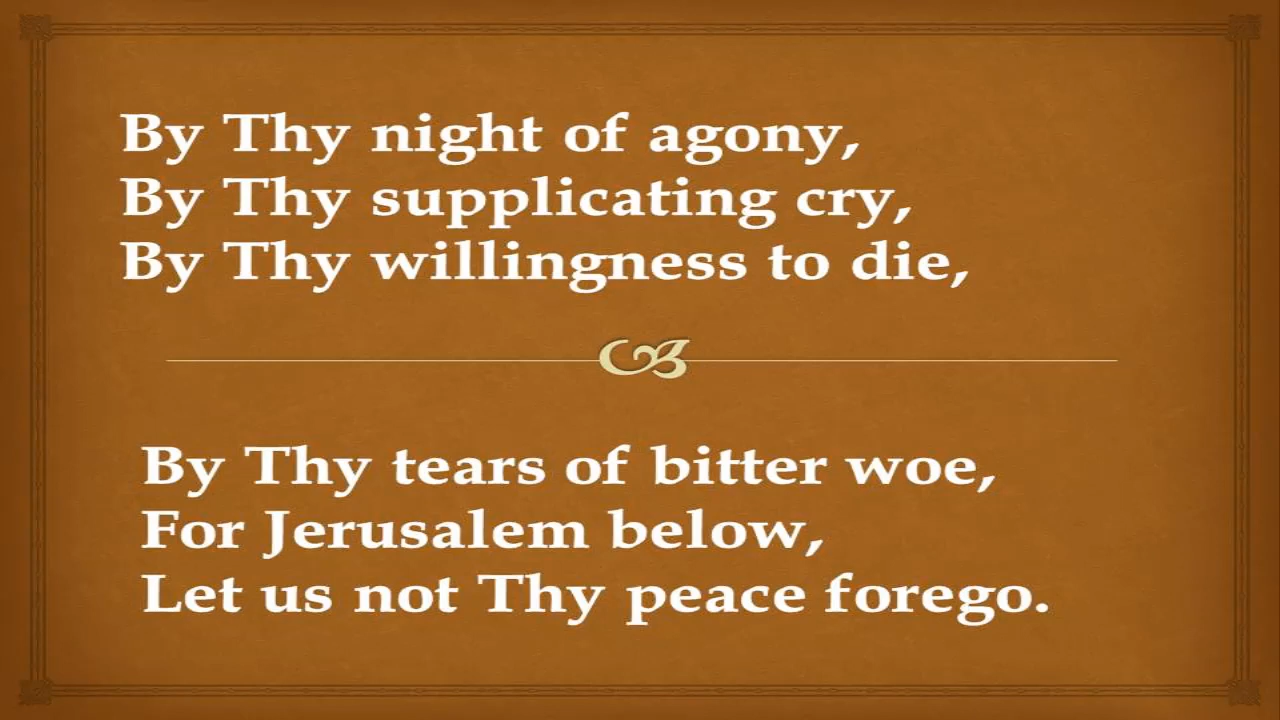 By Thy night of agony,
By Thy supplicating cry,
By Thy willingness to die,
By Thy tears of bitter woe,
For Jerusalem below,
Let us not Thy peace forego.